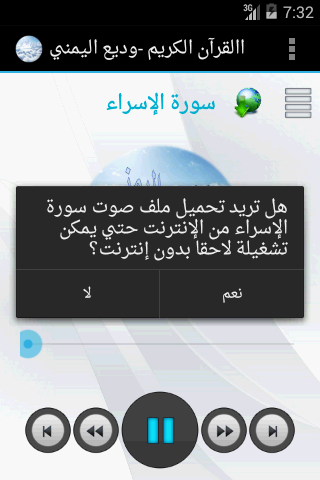 3G 7:32
االقرآن الكريم -وديع اليمني
سورة الإسراء
هل تريد تحميل ملف صوت سورة
الإسراء من الإنترنت حتي يمكن
تشغيلة لاحقا بدون إنترنت؟
لا
نعم